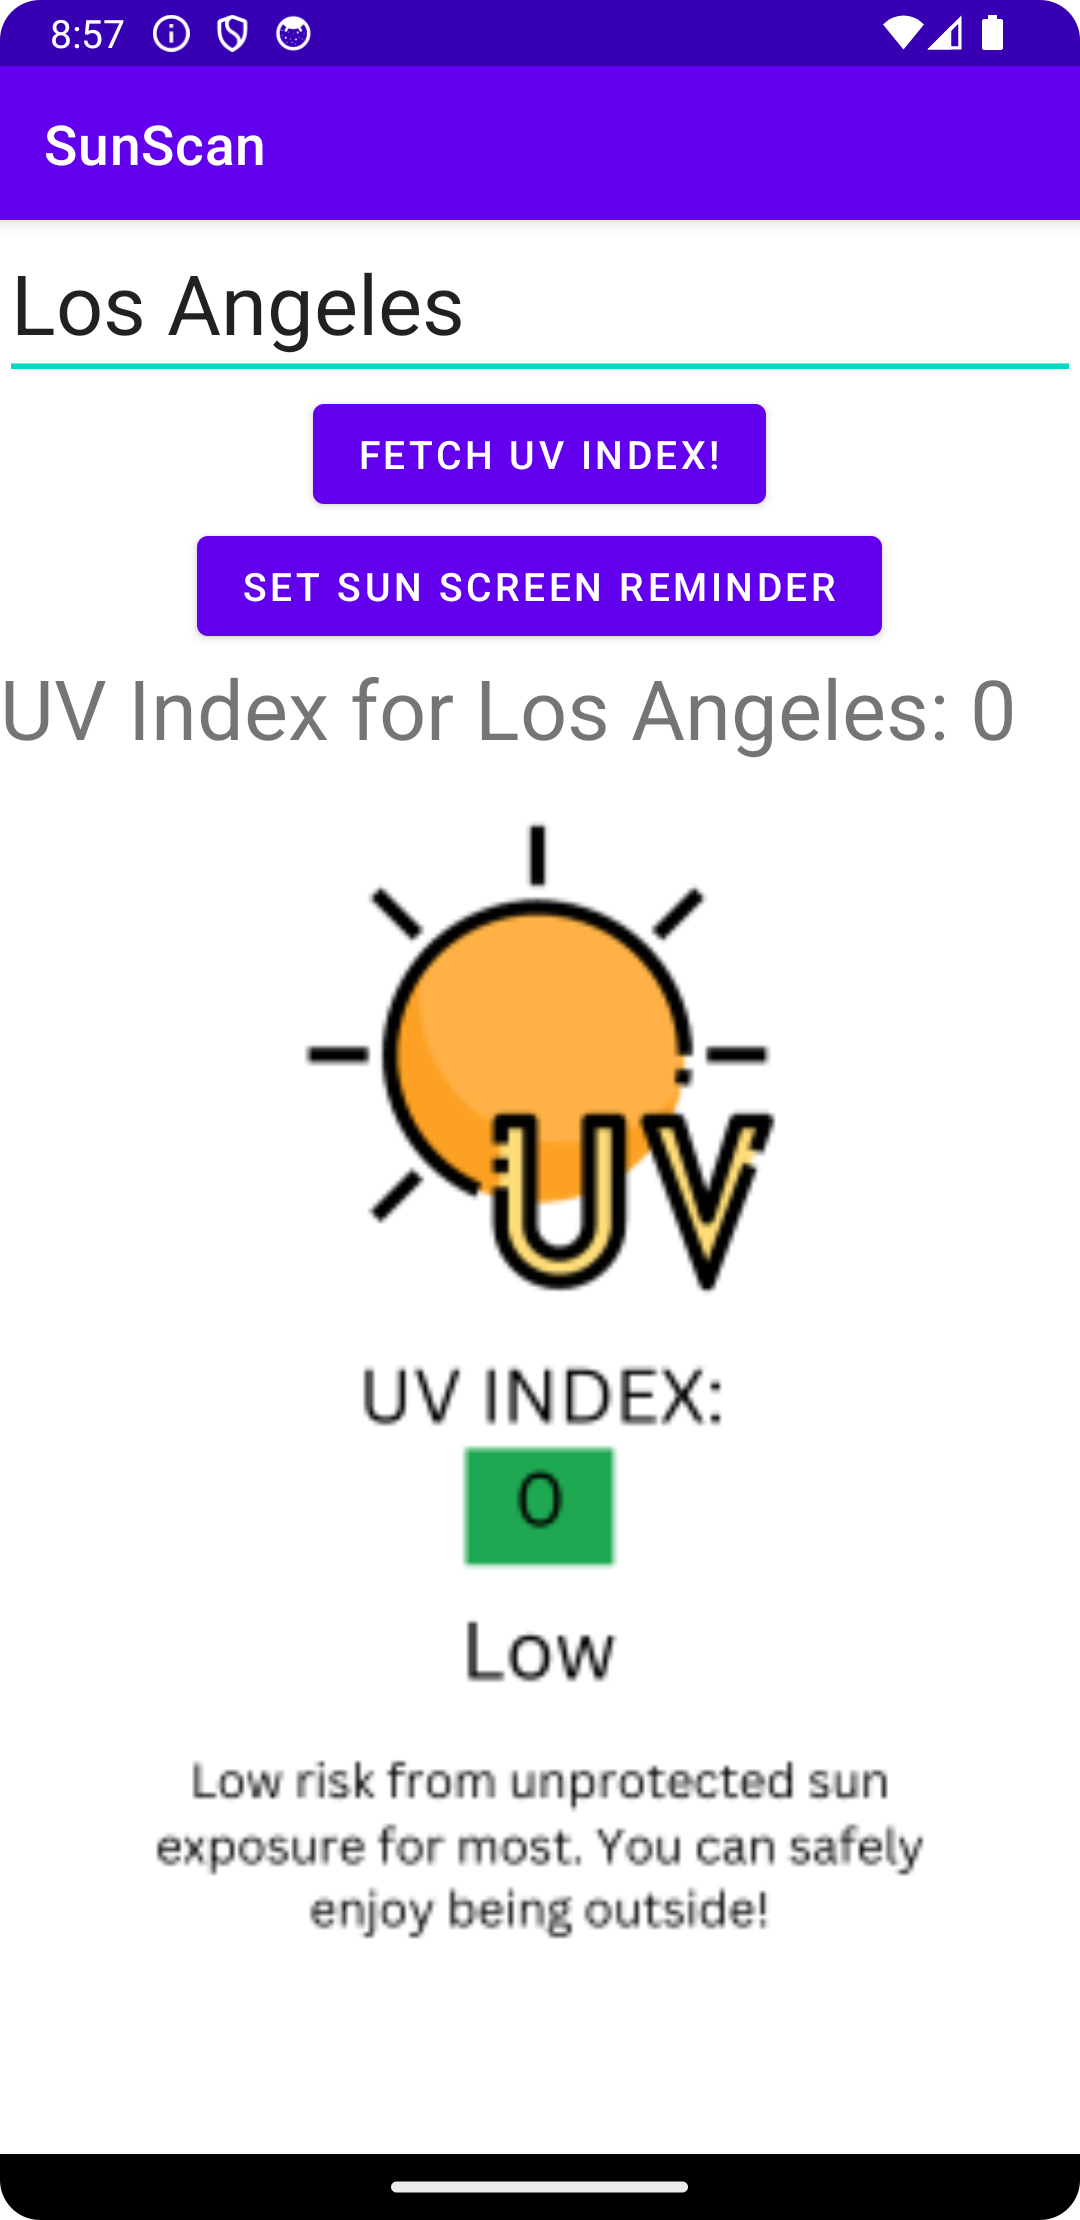 8:57
SunScan
Los Angeles
FETCH UV INDEX!
SET SUN SCREEN REMINDER
UV Index for Los Angeles: 0
UV
UV INDEX:
0
Low
Low risk from unprotected sun
exposure for most. You can safely
enjoy being outside!